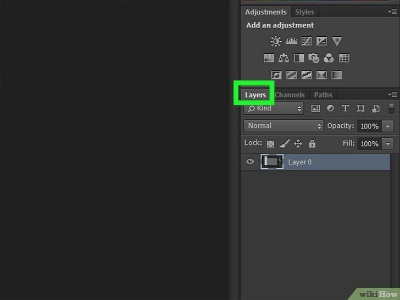 Adjustments Styles
Add an adjustment
Layers Channels Paths
Kind
Normal Opacity: 100%
Lock: Fill: 100%
Layer 0
wikiHow